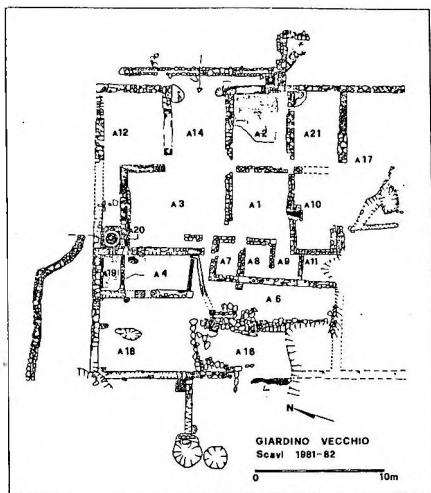 A12 A14 A2 A21 A17
A3 A1 A10
20
A19 A4 A7 A8 A9 A11
A6
A18 A16
N
GIARDINO VECCHIO
Scavi 1981-82
0 10m